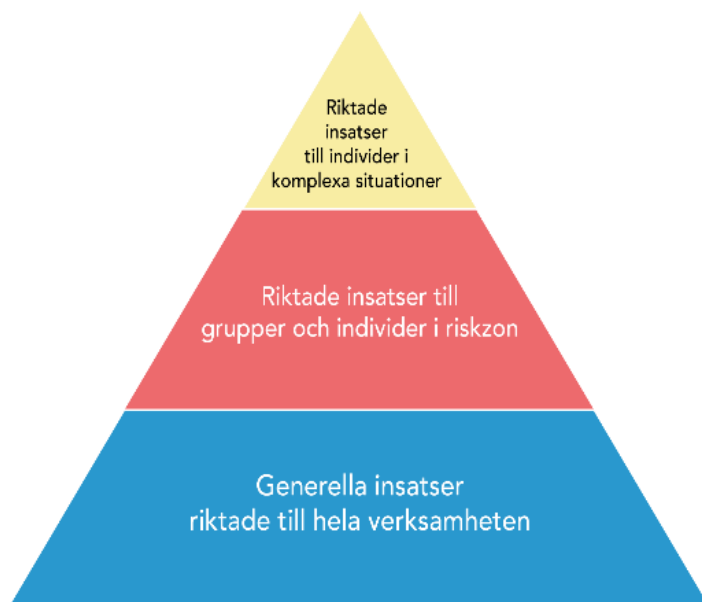 Riktade
insatser
till individer i
komplexa situationer
Riktade insatser till
grupper och individer i riskzon
Generella insatser
riktade till hela verksamheten